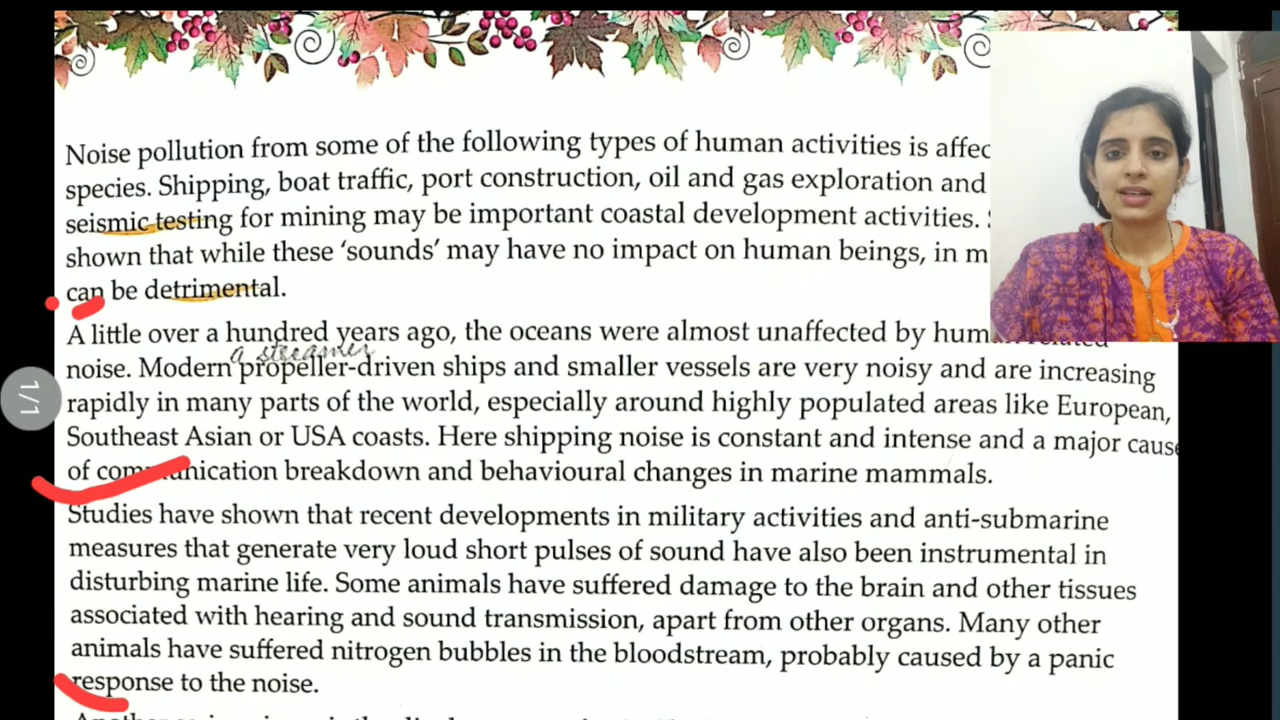 Noise pollution from some of the following types of human activities is affec
species. Shipping, boat traffic, port construction, oil and gas exploration and
seismic testing for mining may be important coastal development activities.
shown that while these 'sounds' may have no impact on human beings, in m
can be detrimental.
A little over a hundred years ago, the oceans were almost unaffected by human related
a streamer
noise. Modern propeller-driven ships and smaller vessels are very noisy and are increasing
rapidly in many parts of the world, especially around highly populated areas like European,
Southeast Asian or USA coasts. Here shipping noise is constant and intense and a major cause
of communication breakdown and behavioural changes in marine mammals.
Studies have shown that recent developments in military activities and anti-submarine
measures that generate very loud short pulses of sound have also been instrumental in
disturbing marine life. Some animals have suffered damage to the brain and other tissues
associated with hearing and sound transmission, apart from other organs. Many other
animals have suffered nitrogen bubbles in the bloodstream, probably caused by a panic
response to the noise.
1/1